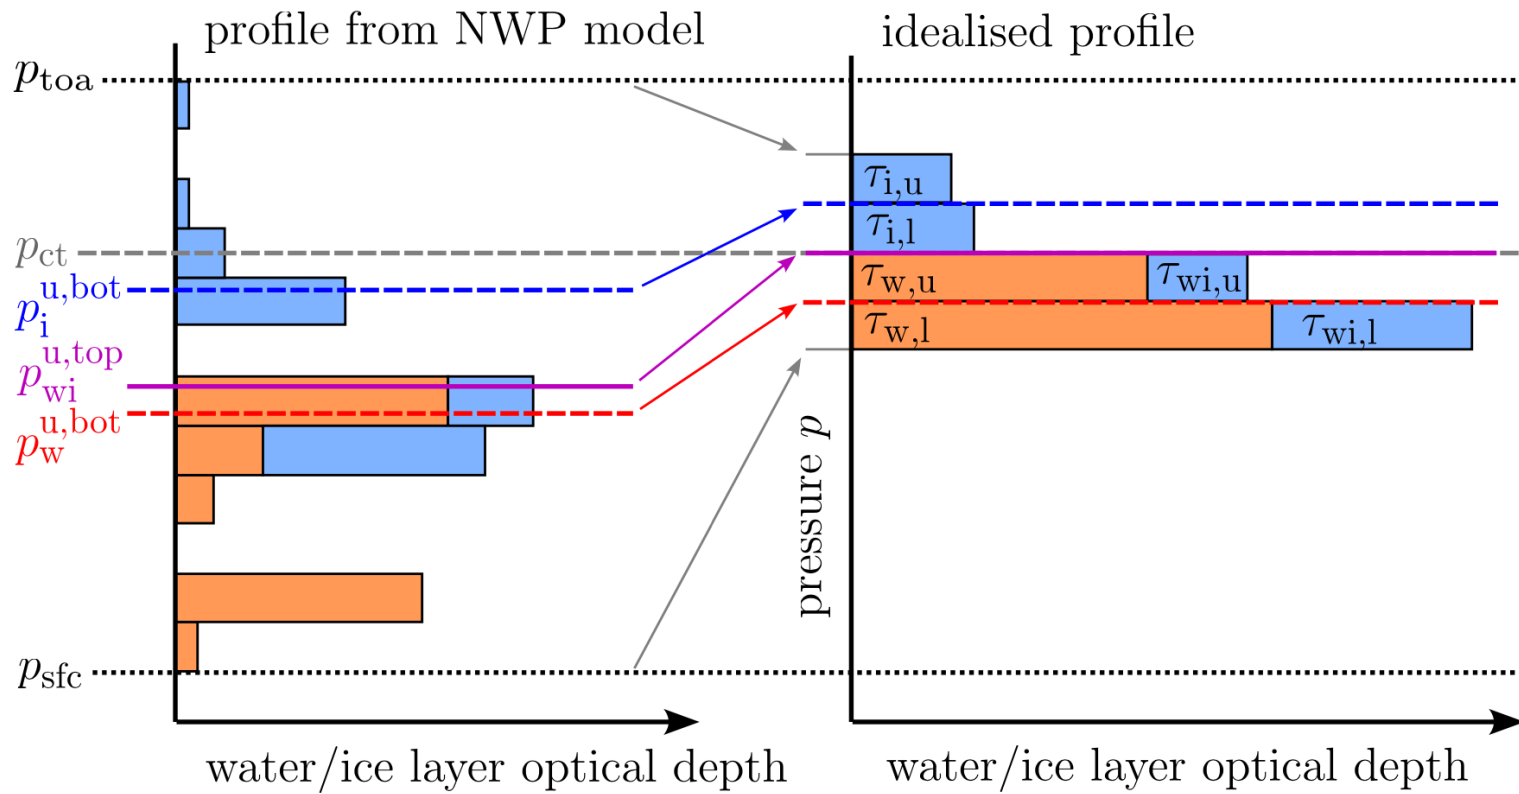 profile from NWP model
idealised profile
p_toa
p_ct
p_i^u,bot
p_wi^u,top
p_w^u,bot
p_sfc
τ_i,u
τ_i,l
τ_w,u τ_wi,u
τ_w,l τ_wi,l
pressure p
water/ice layer optical depth
water/ice layer optical depth